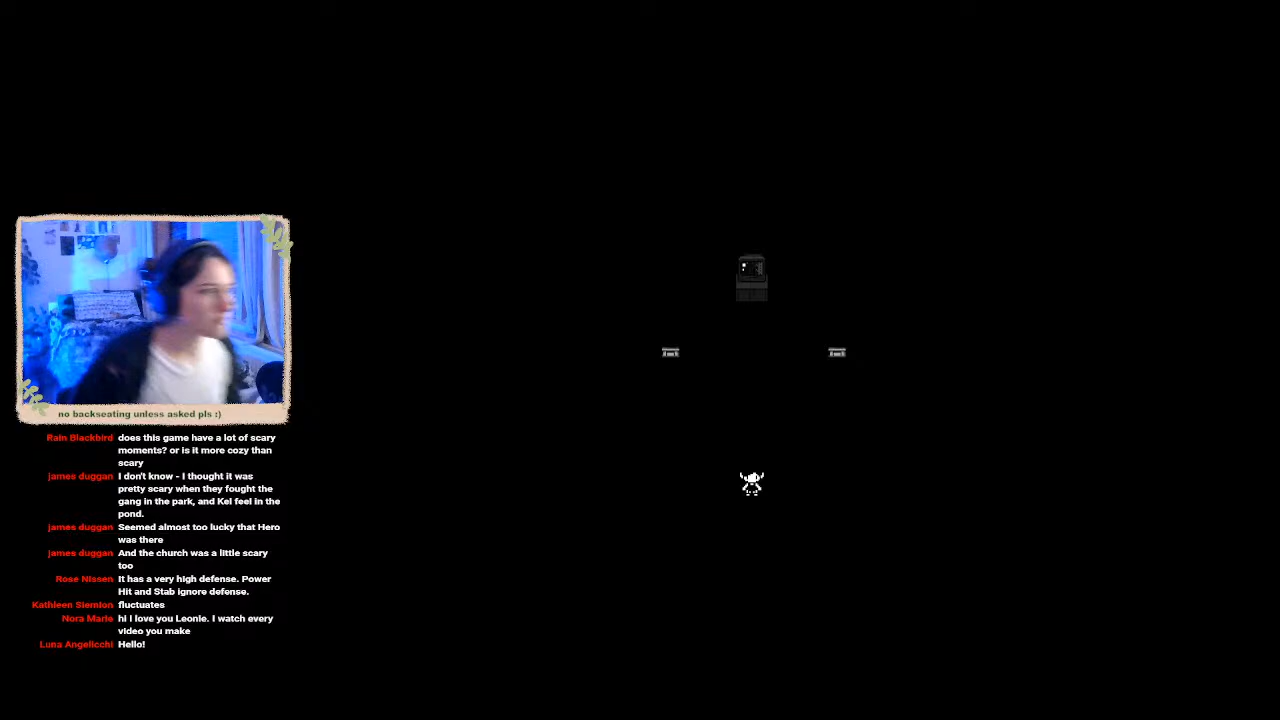 no backseating unless asked pls :)
Rain Blackbird does this game have a lot of scary
moments? or is it more cozy than
scary
james duggan I don't know - I thought it was
pretty scary when they fought the
gang in the park, and Kel feel in the
pond.
james duggan Seemed almost too lucky that Hero
was there
james duggan And the church was a little scary
too
Rose Nissen It has a very high defense. Power
Hit and Stab ignore defense.
Kathleen Siemion fluctuates
Nora Marie hi I love you Leonie. I watch every
video you make
Luna Angelicchi Hello!